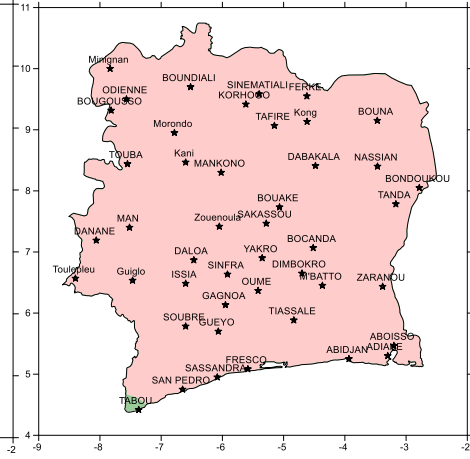 11
Minignan
10
BOUNDIALI
ODIENNE
SINEMATIALI
FERKE
KORHOGO
BOUGOUSSO
BOUNA
Kong
TAFIRE
9
Morondo
TOUBA
Kani
MANKONO
DABAKALA
NASSIAN
BONDOUKOU
8
TANDA
BOUAKE
MAN
Zouenoula
SAKASSOU
DANANE
BOCANDA
7
DALOA
YAKRO
Toulepleu
Guiglo
ISSIA
SINFRA
DIMBOKRO
M'BATTO
ZARANOU
OUME
GAGNOA
6
SOUBRE
GUEYO
TIASSALE
ABOISSO
ABIDJAN
ADIAKE
FRESCO
SASSANDRA
5
SAN PEDRO
TABOU
4
-2
-9
-8
-7
-6
-5
-4
-3
-2